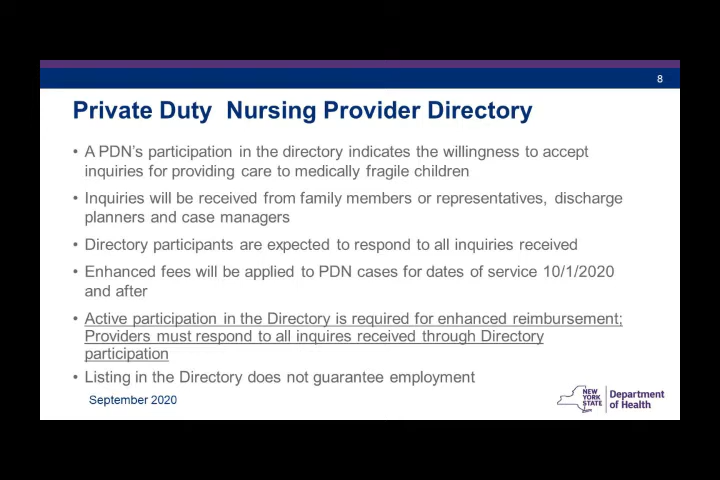 8
Private Duty  Nursing Provider Directory
• A PDN's participation in the directory indicates the willingness to accept
inquiries for providing care to medically fragile children
• Inquiries will be received from family members or representatives, discharge
planners and case managers
• Directory participants are expected to respond to all inquiries received
• Enhanced fees will be applied to PDN cases for dates of service 10/1/2020
and after
• Active participation in the Directory is required for enhanced reimbursement;
Providers must respond to all inquires received through Directory
participation
• Listing in the Directory does not guarantee employment
September 2020
NEW
YORK
STATE
Department
of Health